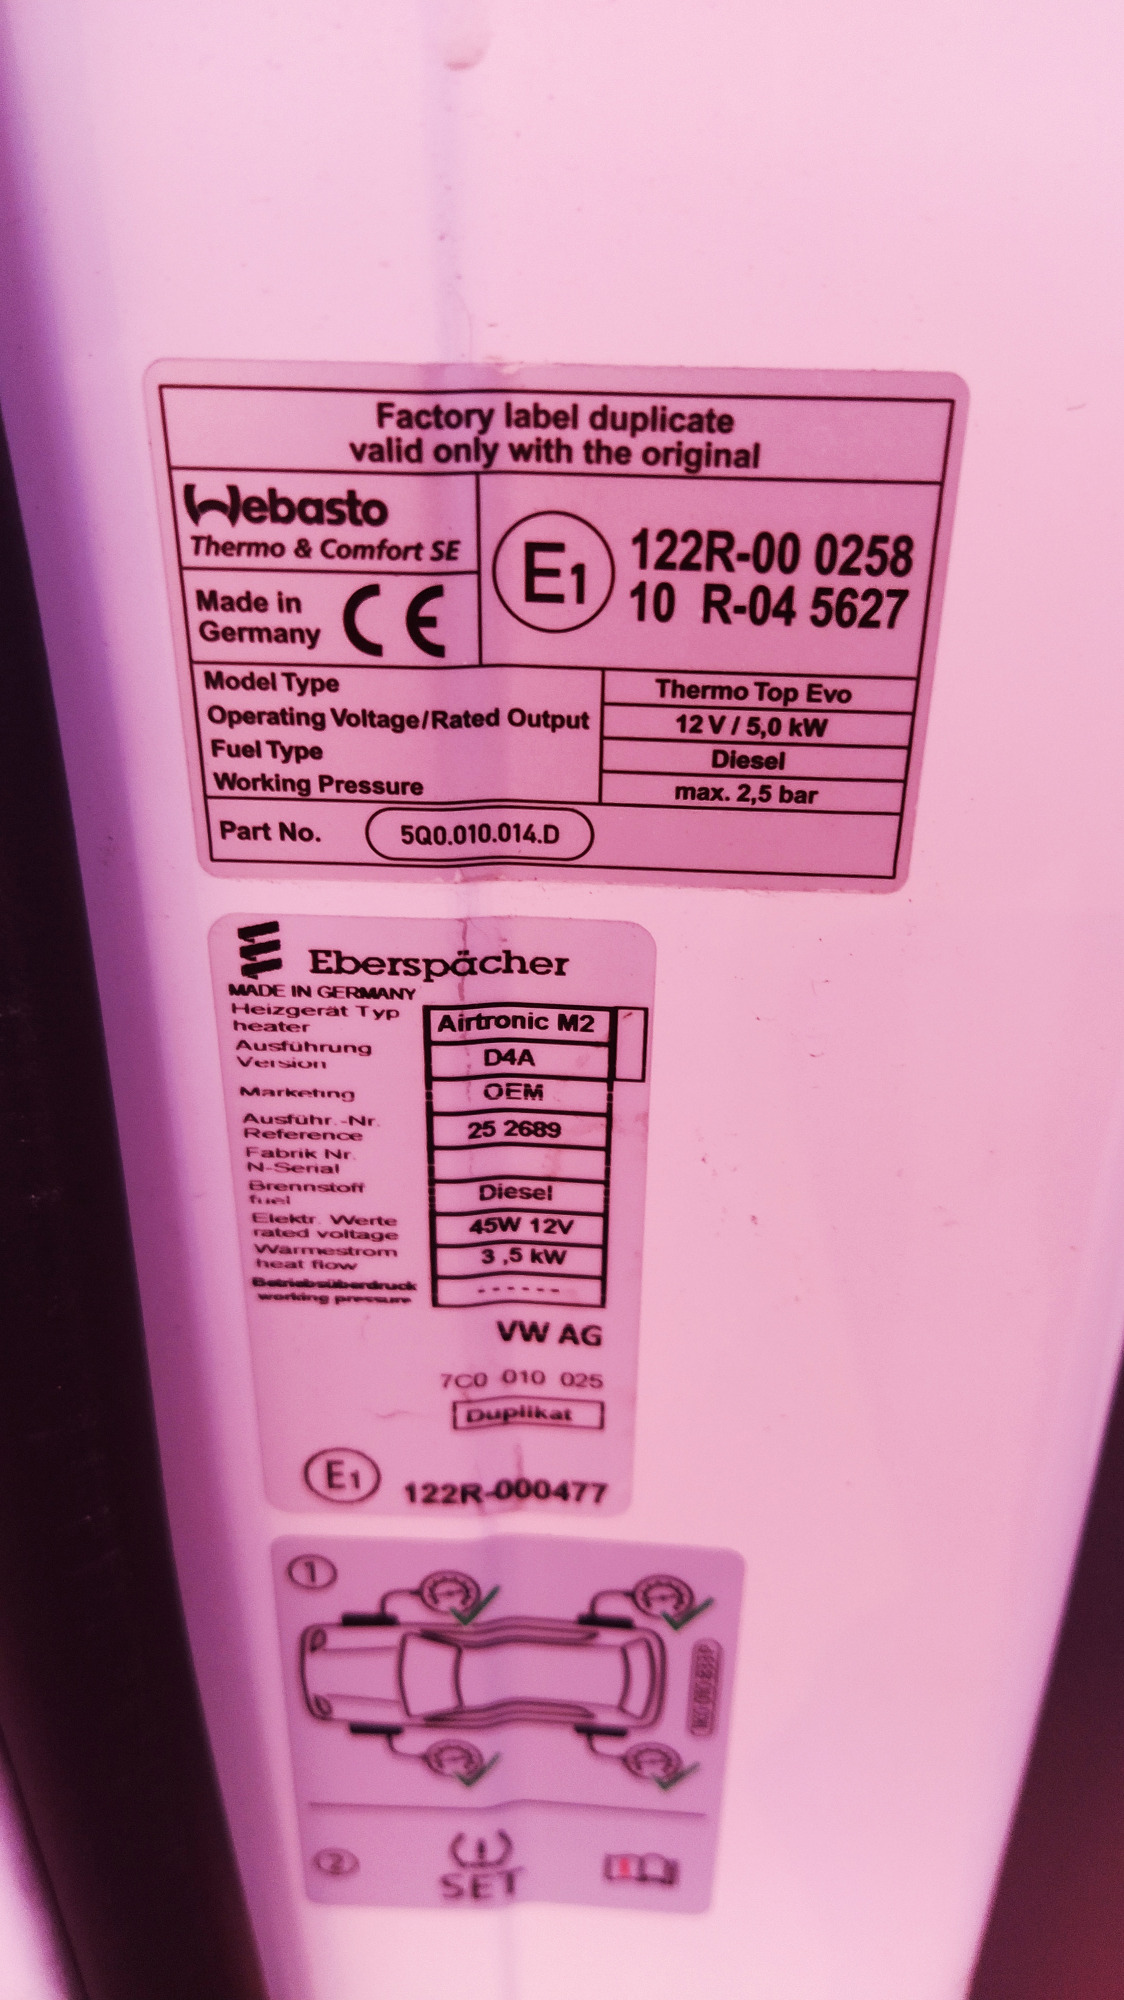 Factory label duplicate
valid only with the original
Webasto
Thermo & Comfort SE
Made in
Germany
CE
E1
122R-00 0258
10 R-04 5627
Model Type
Thermo Top Evo
Operating Voltage/Rated Output
12 V / 5,0 kW
Fuel Type
Diesel
Working Pressure
max. 2,5 bar
Part No.
5Q0.010.014.D
Eberspächer
MADE IN GERMANY
Heizgerät Typ
heater
Airtronic M2
Ausführung
Version
D4A
Marketing
OEM
Ausführ.-Nr.
Reference
25 2689
Fabrik Nr.
N-Serial
Brennstoff
fuel
Diesel
Elektr. Werte
rated voltage
45W 12V
Wärmestrom
heat flow
3 ,5 kW
Betriebsüberdruck
working pressure
------
VW AG
7C0 010 025
Duplikat
E1
122R-000477
1
2
SET